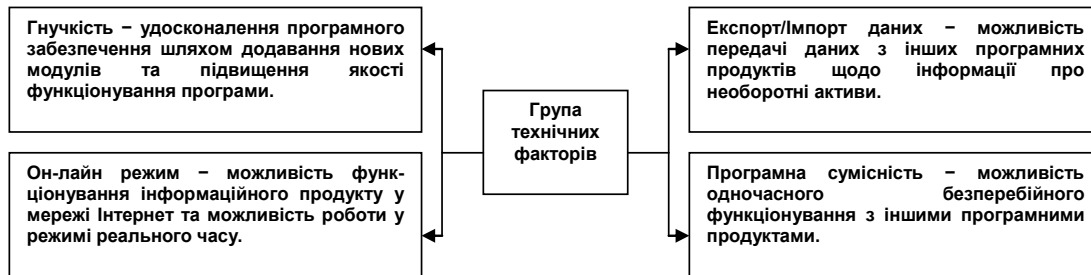 Гнучкість – удосконалення програмного
забезпечення шляхом додавання нових
модулів та підвищення якості
функціонування програми.
Он-лайн режим – можливість функ-
ціонування інформаційного продукту у
мережі Інтернет та можливість роботи у
режимі реального часу.
Група
технічних
факторів
Експорт/Імпорт даних – можливість
передачі даних з інших програмних
продуктів щодо інформації про
необоротні активи.
Програмна сумісність – можливість
одночасного безперебійного
функціонування з іншими програмними
продуктами.